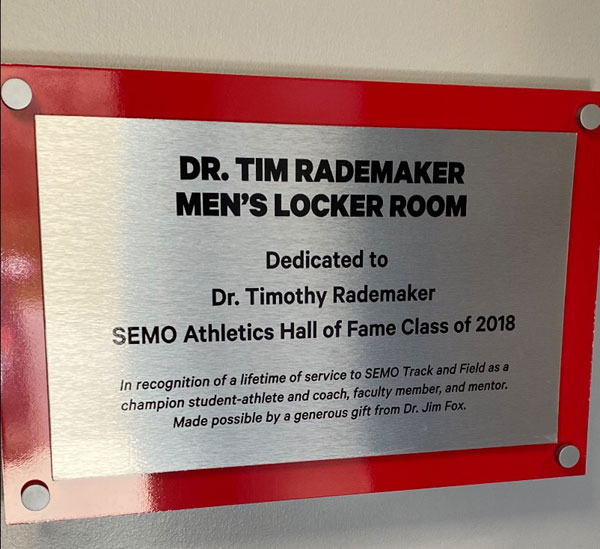 DR. TIM RADEMAKER
MEN'S LOCKER ROOM
Dedicated to
Dr. Timothy Rademaker
SEMO Athletics Hall of Fame Class of 2018
In recognition of a lifetime of service to SEMO Track and Field as a
champion student-athlete and coach, faculty member, and mentor.
Made possible by a generous gift from Dr. Jim Fox.